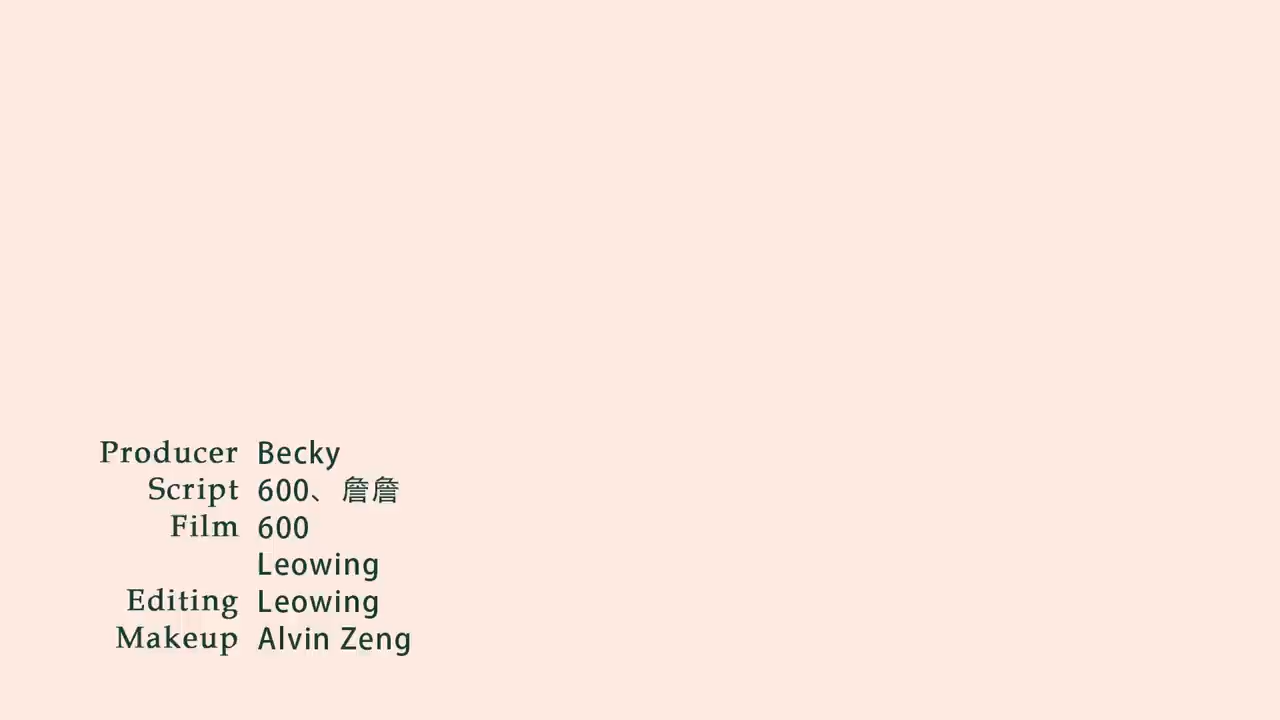 Producer Becky
Script 600、詹詹
Film 600
Leowing
Editing Leowing
Makeup Alvin Zeng